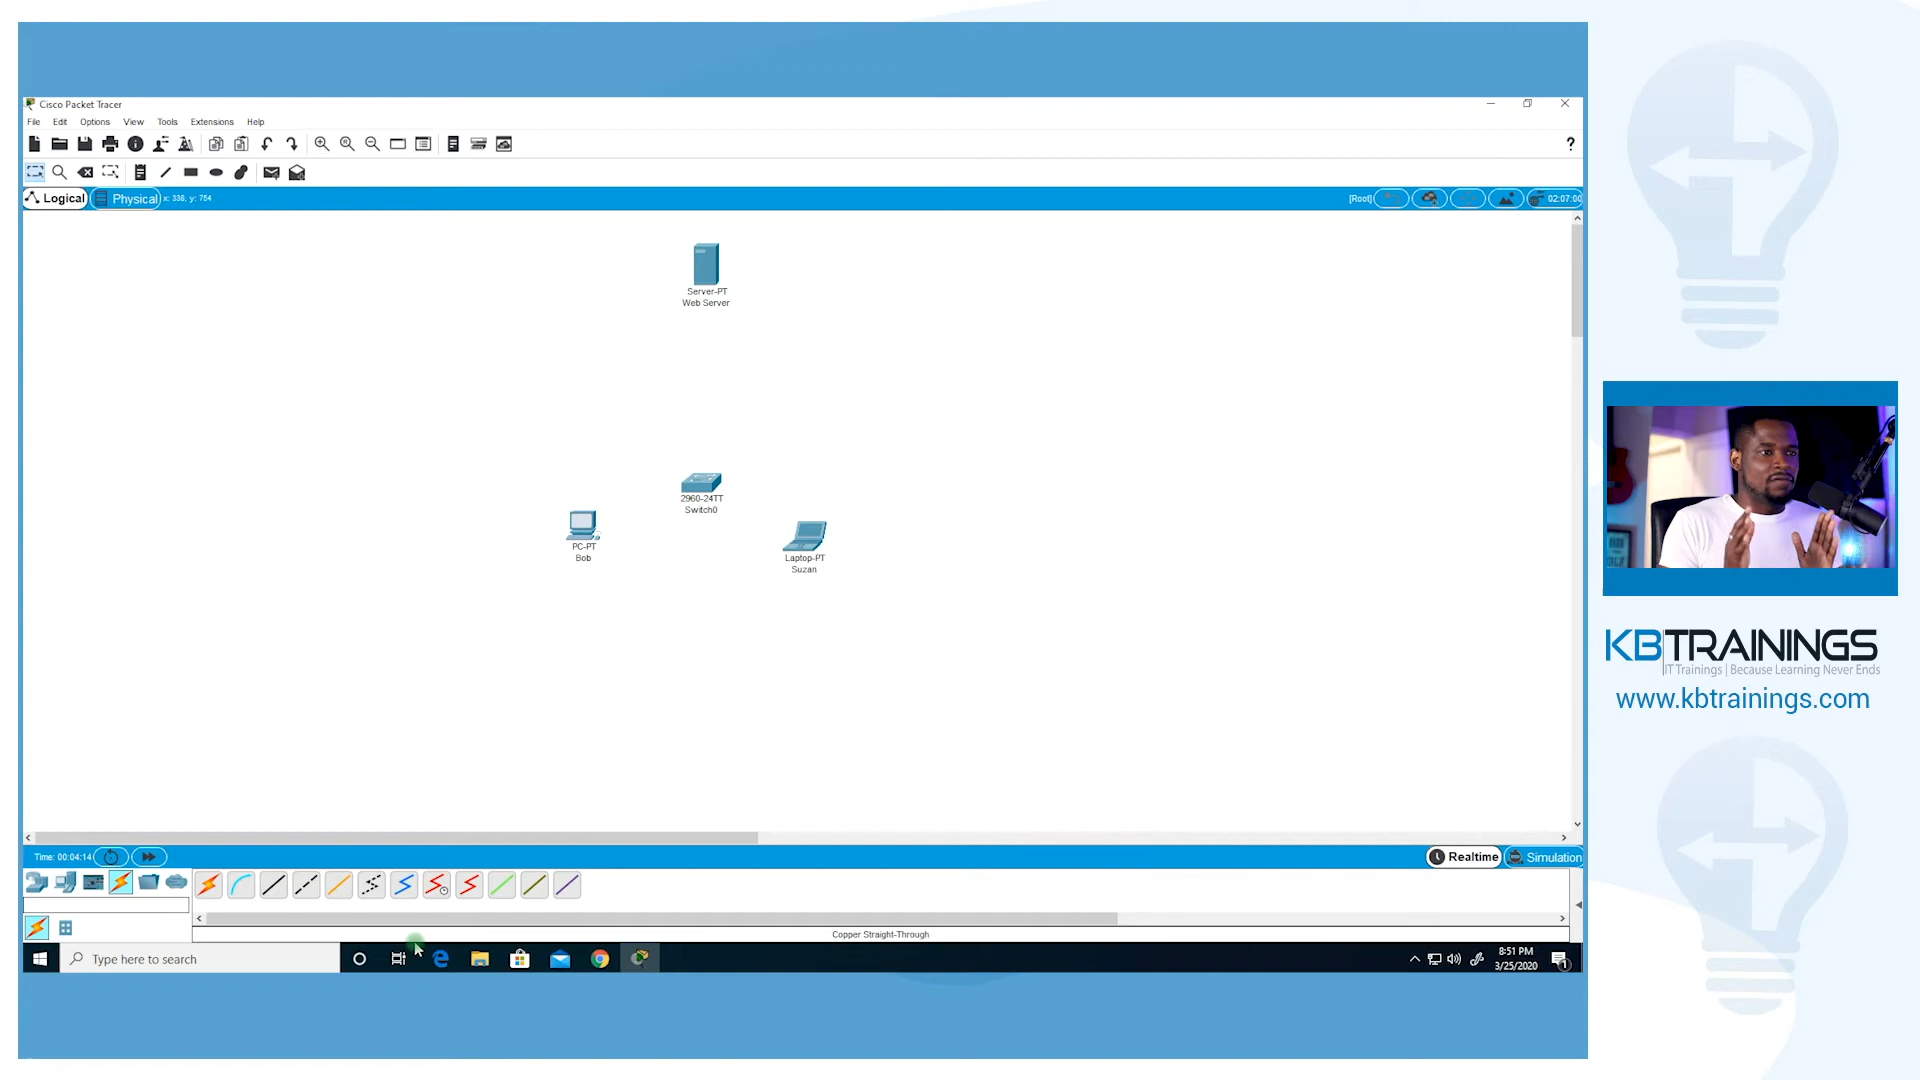 Cisco Packet Tracer
File Edit Options View Tools Extensions Help
?
Logical Physical x: 338, y: 754 [Root] 02:07:00
Server-PT
Web Server
2960-24TT
Switch0
PC-PT
Bob
Laptop-PT
Suzan
KBTRAININGS
IT Trainings | Because Learning Never Ends
www.kbtrainings.com
Time: 00:04:14 Realtime Simulation
Copper Straight-Through
Type here to search
8:51 PM
3/25/2020
1